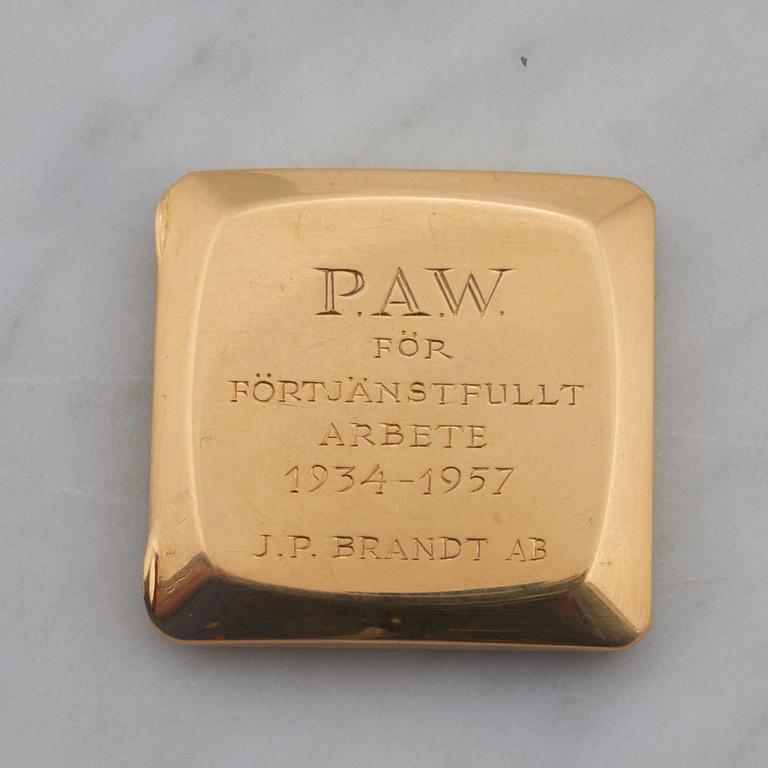 P.A.W.
FÖR
FÖRTJÄNSTFULLT
ARBETE
1934-1957
J.P. BRANDT AB